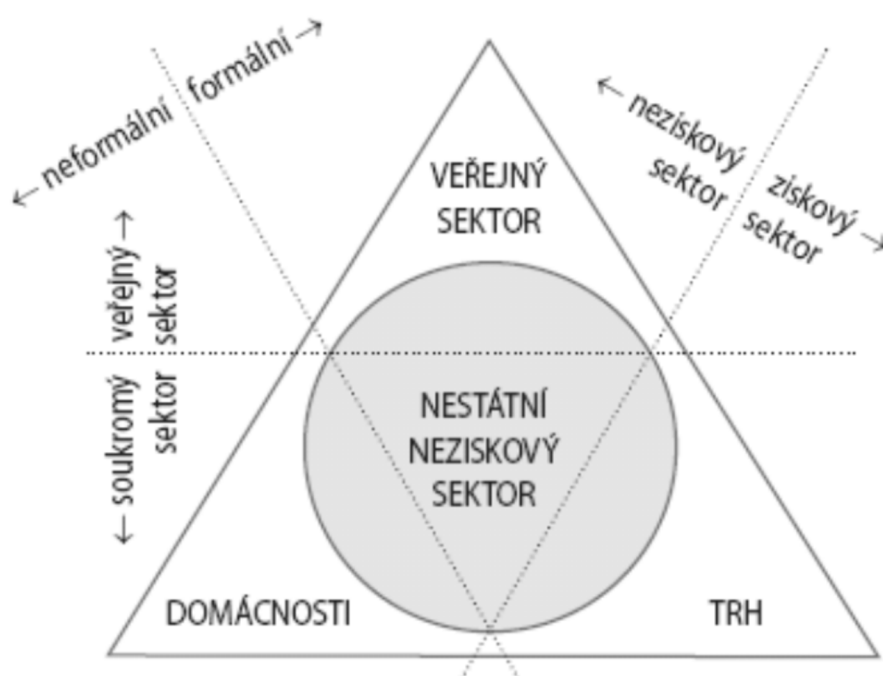 ← neformální formální →
← neziskový
sektor
ziskový →
sektor
VEŘEJNÝ
SEKTOR
veřejný →
sektor
← soukromý
sektor
NESTÁTNÍ
NEZISKOVÝ
SEKTOR
DOMÁCNOSTI
TRH